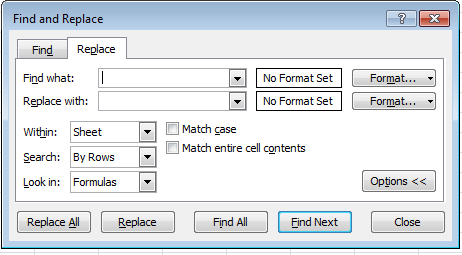 Find and Replace
Find Replace
Find what: No Format Set Format...
Replace with: No Format Set Format...
Within: Sheet Match case
Search: By Rows Match entire cell contents
Look in: Formulas Options <<
Replace All Replace Find All Find Next Close